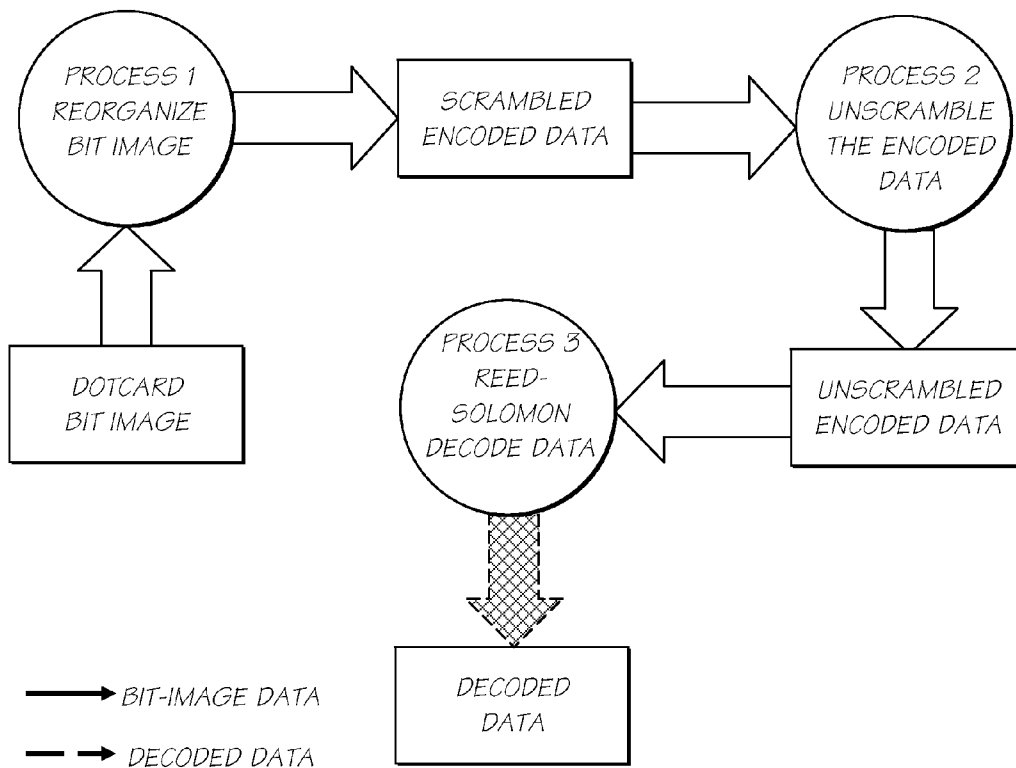 PROCESS 1
REORGANIZE
BIT IMAGE
SCRAMBLED
ENCODED DATA
PROCESS 2
UNSCRAMBLE
THE ENCODED
DATA
DOTCARD
BIT IMAGE
PROCESS 3
REED-
SOLOMON
DECODE DATA
UNSCRAMBLED
ENCODED DATA
DECODED
DATA
BIT-IMAGE DATA
DECODED DATA